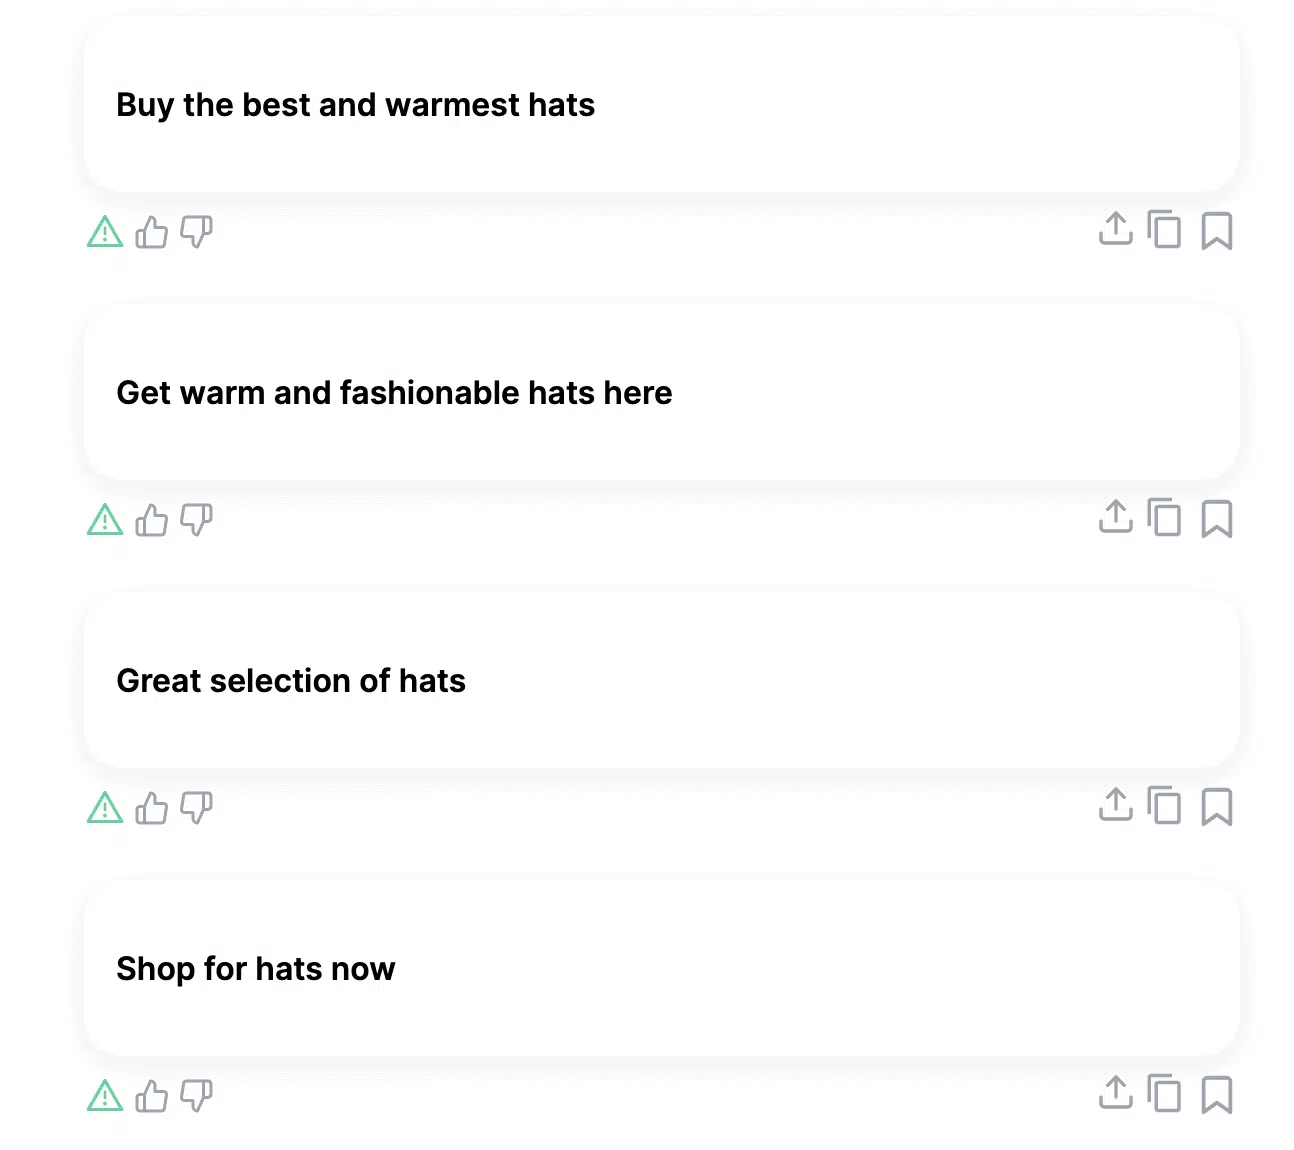 Buy the best and warmest hats
Get warm and fashionable hats here
Great selection of hats
Shop for hats now